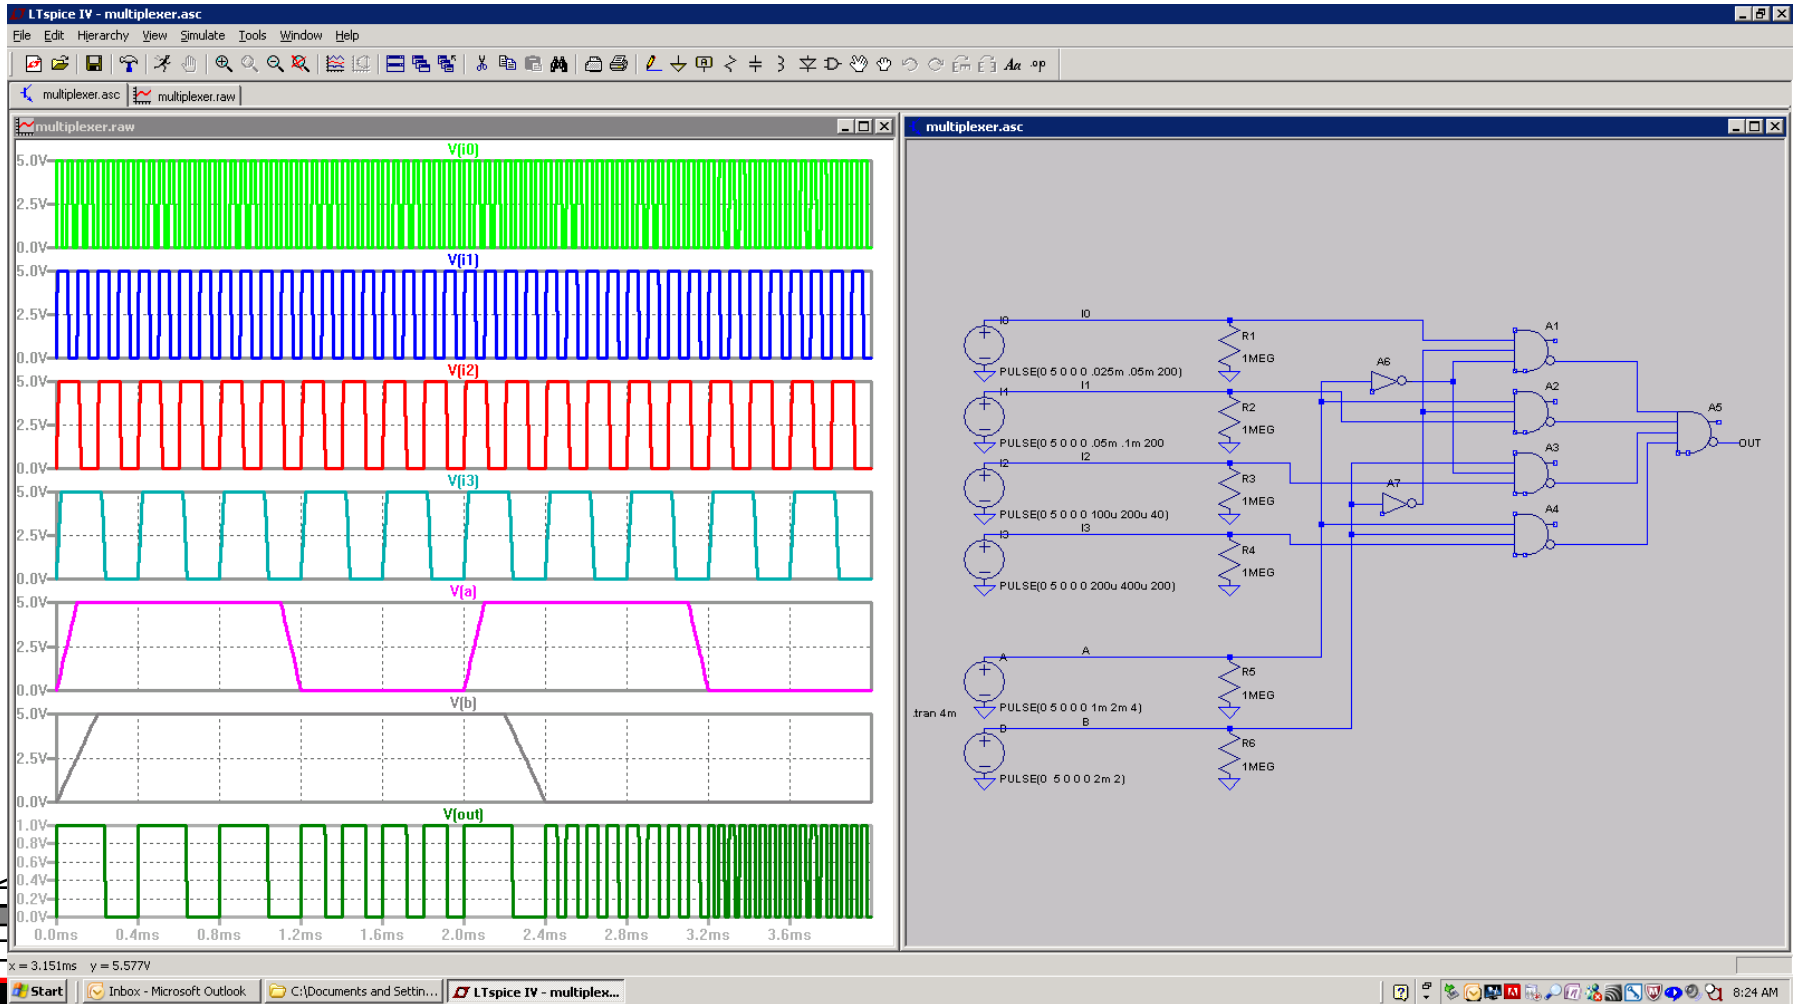 LTspice IV - multiplexer.asc
File Edit Hierarchy View Simulate Tools Window Help
Aa .op
multiplexer.asc multiplexer.raw
multiplexer.raw
V(i0)
5.0V
2.5V
0.0V
V(i1)
5.0V
2.5V
0.0V
V(i2)
5.0V
2.5V
0.0V
V(i3)
5.0V
2.5V
0.0V
V(a)
5.0V
2.5V
0.0V
V(b)
5.0V
2.5V
0.0V
V(out)
1.0V
0.8V
0.6V
0.4V
0.2V
0.0V
0.0ms 0.4ms 0.8ms 1.2ms 1.6ms 2.0ms 2.4ms 2.8ms 3.2ms 3.6ms
multiplexer.asc
I0 I0
R1
1MEG
PULSE(0 5 0 0 0 .025m .05m 200)
I1 I1
R2
1MEG
PULSE(0 5 0 0 0 .05m .1m 200
I2 I2
R3
1MEG
PULSE(0 5 0 0 0 100u 200u 40)
I3 I3
R4
1MEG
PULSE(0 5 0 0 0 200u 400u 200)
A A
R5
1MEG
PULSE(0 5 0 0 0 1m 2m 4)
.tran 4m
B B
R6
1MEG
PULSE(0 5 0 0 0 2m 2)
A1
A6
A2
A5
OUT
A3
A7
A4
x = 3.151ms y = 5.577V
Start Inbox - Microsoft Outlook C:\Documents and Settin... LTspice IV - multiplex... 8:24 AM